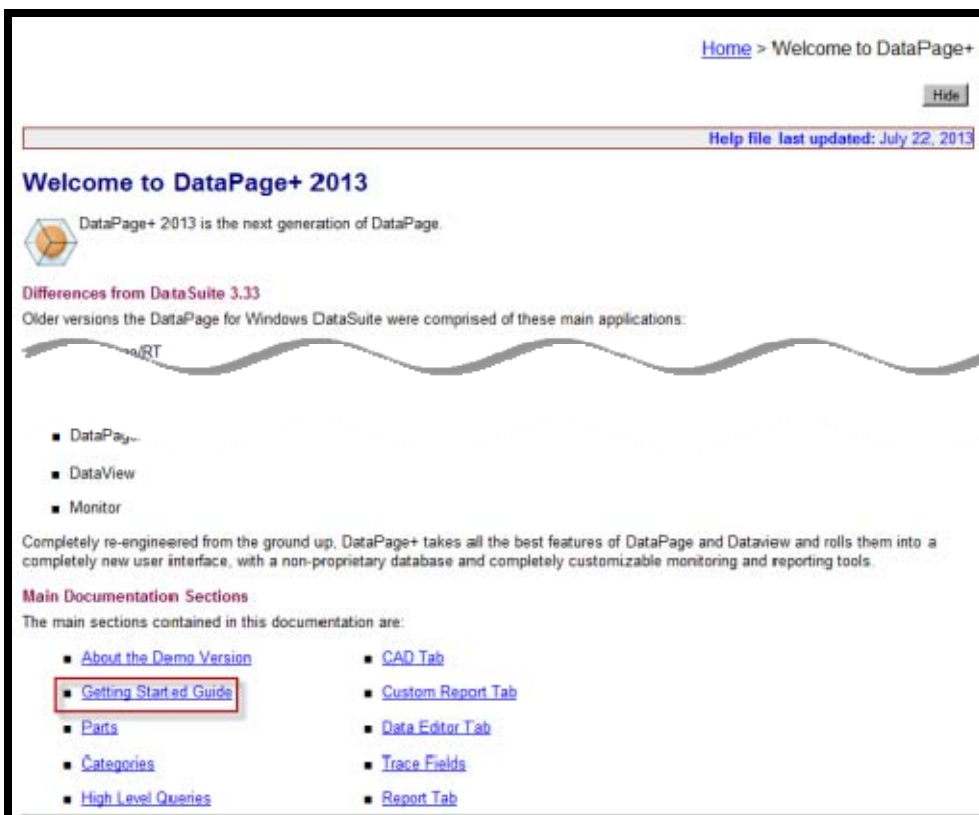 Home > Welcome to DataPage+
Hide
Help file last updated: July 22, 2013
Welcome to DataPage+ 2013
DataPage+ 2013 is the next generation of DataPage.
Differences from DataSuite 3.33
Older versions the DataPage for Windows DataSuite were comprised of these main applications:
/RT
■ DataPage
■ DataView
■ Monitor
Completely re-engineered from the ground up, DataPage+ takes all the best features of DataPage and Dataview and rolls them into a
completely new user interface, with a non-proprietary database and completely customizable monitoring and reporting tools.
Main Documentation Sections
The main sections contained in this documentation are:
■ About the Demo Version
■ Getting Started Guide
■ Parts
■ Categories
■ High Level Queries
■ CAD Tab
■ Custom Report Tab
■ Data Editor Tab
■ Trace Fields
■ Report Tab